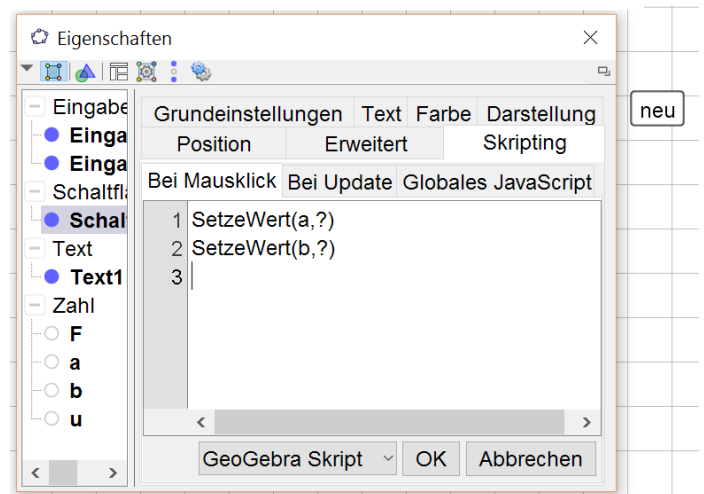 Eigenschaften
Grundeinstellungen Text Farbe Darstellung
Position Erweitert Skripting
Bei Mausklick Bei Update Globales JavaScript
Eingabe
Einga
Einga
Schaltflä
Schalt
Text
Text1
Zahl
F
a
b
u
1 SetzeWert(a,?)
2 SetzeWert(b,?)
3
GeoGebra Skript OK Abbrechen
neu